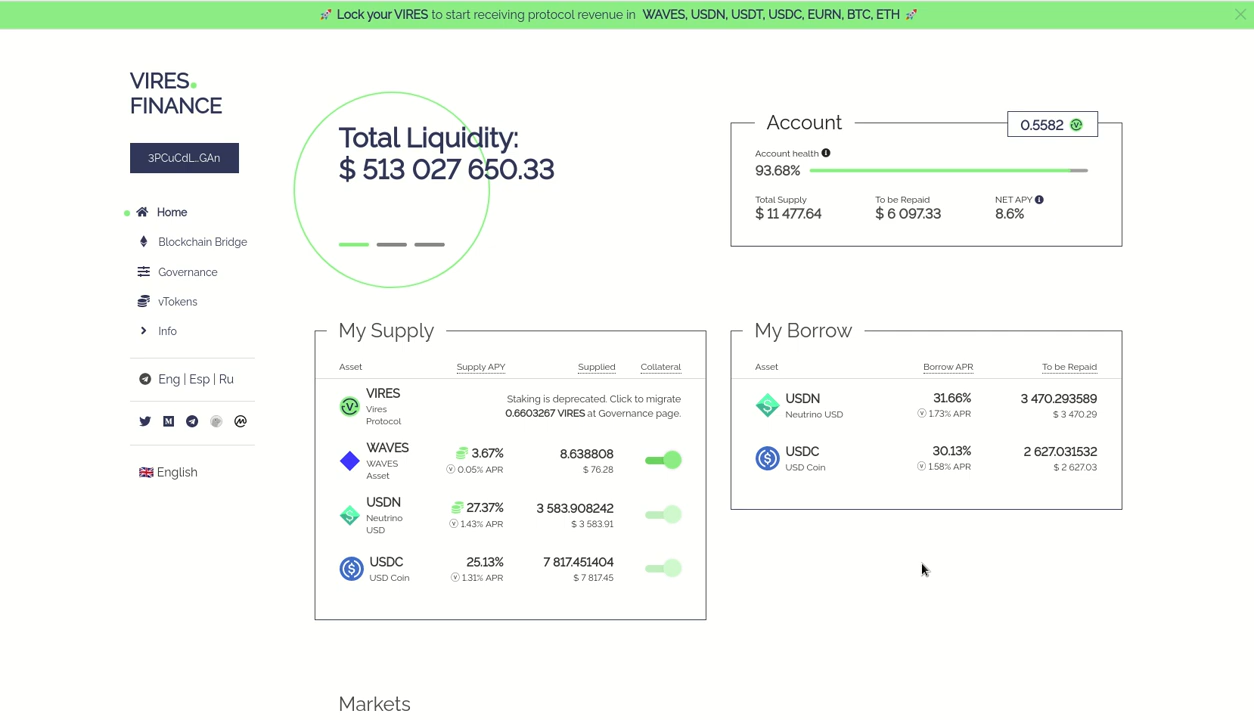 🚀 Lock your VIRES to start receiving protocol revenue in WAVES, USDN, USDT, USDC, EURN, BTC, ETH 🚀
VIRES.
FINANCE
3PCuCdL...GAn
Home
Blockchain Bridge
Governance
vTokens
Info
Eng | Esp | Ru
English
Total Liquidity:
$ 513 027 650.33
Account
0.5582
Account health
93.68%
Total Supply
$ 11 477.64
To be Repaid
$ 6 097.33
NET APY
8.6%
My Supply
Asset Supply APY Supplied Collateral
VIRES
Vires
Protocol
Staking is deprecated. Click to migrate
0.6603267 VIRES at Governance page.
WAVES
WAVES
Asset
3.67%
0.05% APR
8.638808
$ 76.28
USDN
Neutrino
USD
27.37%
1.43% APR
3 583.908242
$ 3 583.91
USDC
USD Coin
25.13%
1.31% APR
7 817.451404
$ 7 817.45
My Borrow
Asset Borrow APR To be Repaid
USDN
Neutrino USD
31.66%
1.73% APR
3 470.293589
$ 3 470.29
USDC
USD Coin
30.13%
1.58% APR
2 627.031532
$ 2 627.03
Markets